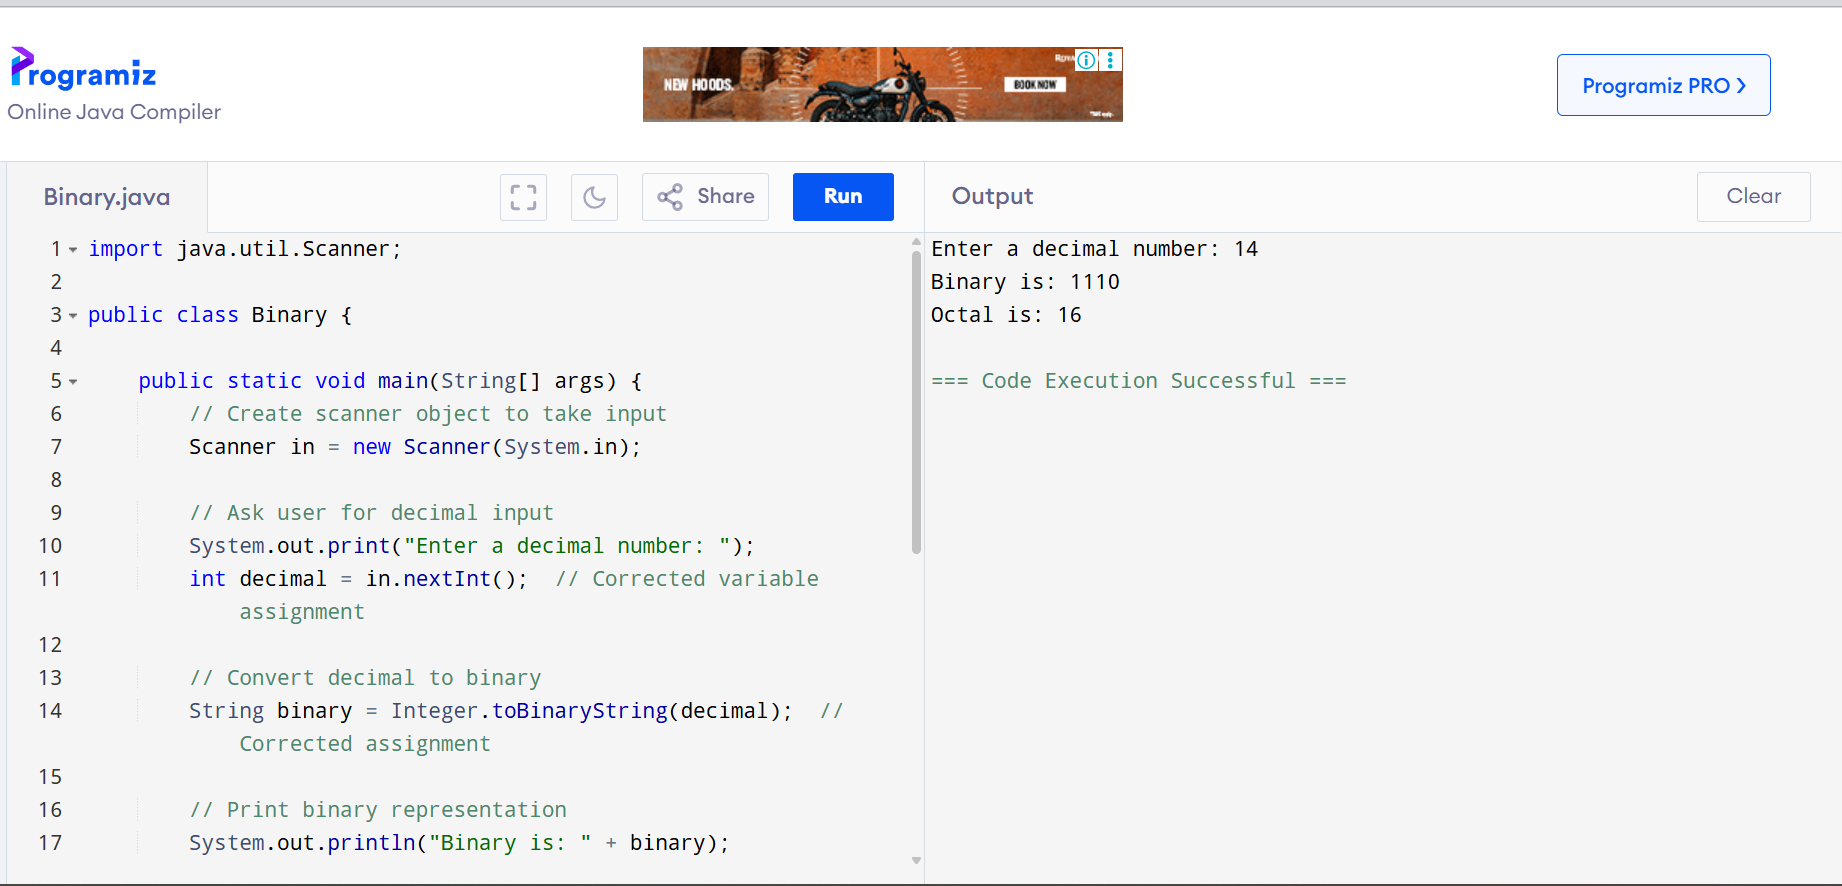 Programiz
Online Java Compiler
NEW HOODS.
BOOK NOW
Programiz PRO ❯
Binary.java
Share
Run
Output
Clear
1 import java.util.Scanner;
2
3 public class Binary {
4
5 public static void main(String[] args) {
6 // Create scanner object to take input
7 Scanner in = new Scanner(System.in);
8
9 // Ask user for decimal input
10 System.out.print("Enter a decimal number: ");
11 int decimal = in.nextInt();  // Corrected variable
assignment
12
13 // Convert decimal to binary
14 String binary = Integer.toBinaryString(decimal);  //
Corrected assignment
15
16 // Print binary representation
17 System.out.println("Binary is: " + binary);
Enter a decimal number: 14
Binary is: 1110
Octal is: 16
=== Code Execution Successful ===